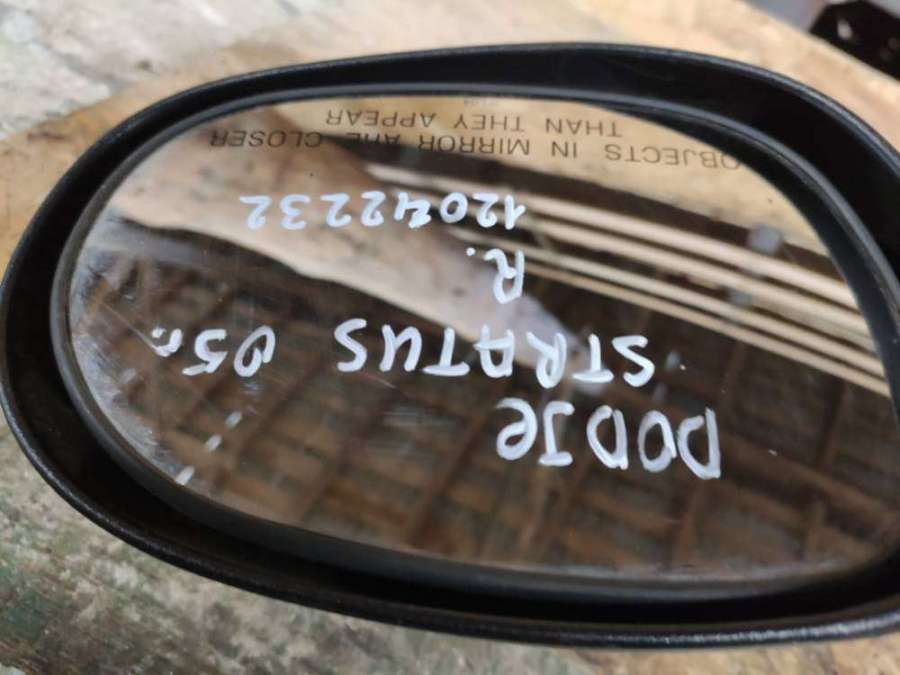 DODJe
STRATUS 05г.
R.
12042232
OBJECTS IN MIRROR ARE CLOSER
THAN THEY APPEAR